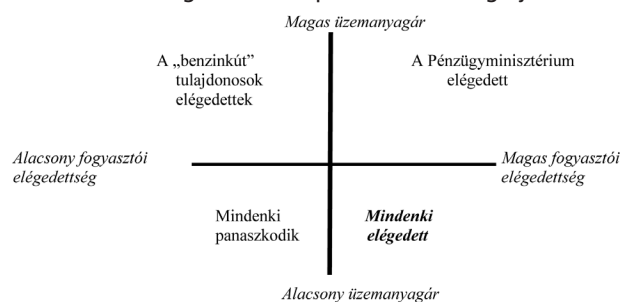 Magas üzemanyagár
A „benzinkút”
tulajdonosok
elégedettek
A Pénzügyminisztérium
elégedett
Alacsony fogyasztói
elégedettség
Magas fogyasztói
elégedettség
Mindenki
panaszkodik
Mindenki
elégedett
Alacsony üzemanyagár